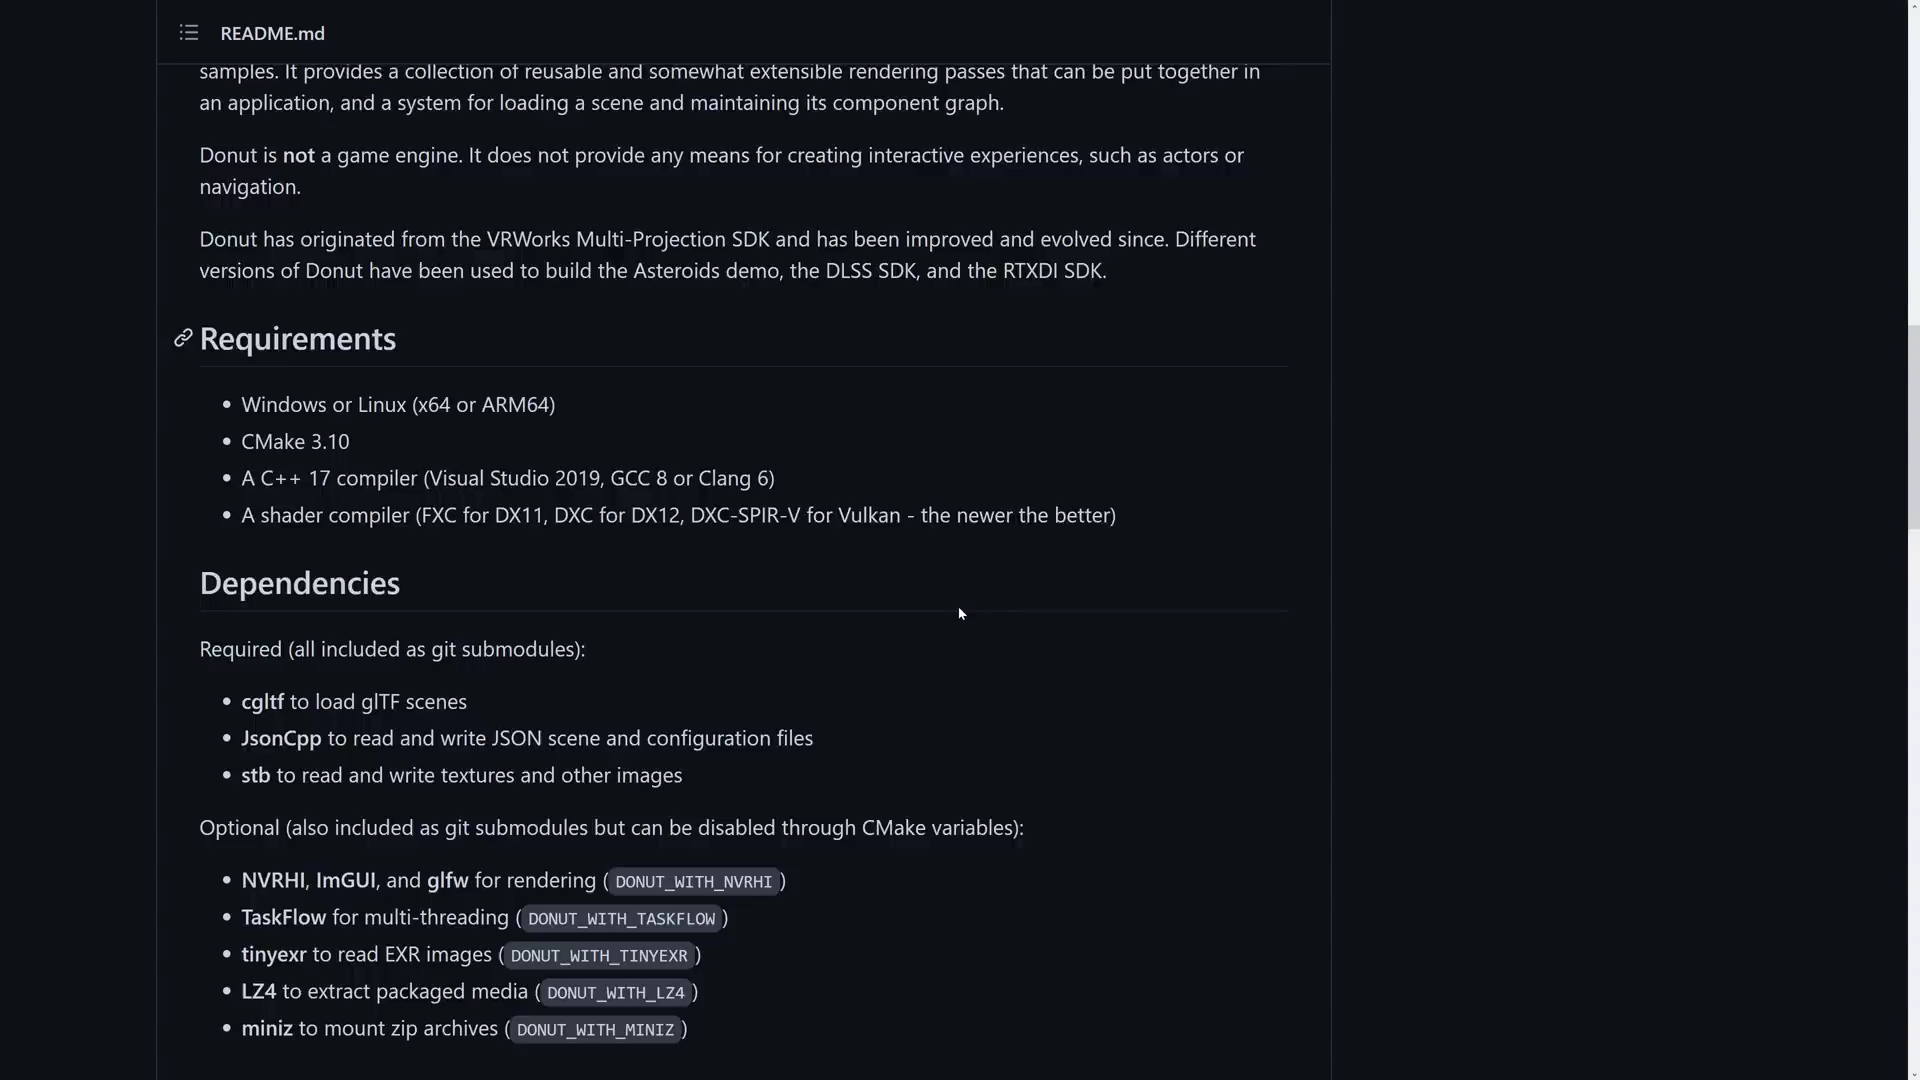 README.md
samples. It provides a collection of reusable and somewhat extensible rendering passes that can be put together in
an application, and a system for loading a scene and maintaining its component graph.
Donut is not a game engine. It does not provide any means for creating interactive experiences, such as actors or
navigation.
Donut has originated from the VRWorks Multi-Projection SDK and has been improved and evolved since. Different
versions of Donut have been used to build the Asteroids demo, the DLSS SDK, and the RTXDI SDK.
Requirements
• Windows or Linux (x64 or ARM64)
• CMake 3.10
• A C++ 17 compiler (Visual Studio 2019, GCC 8 or Clang 6)
• A shader compiler (FXC for DX11, DXC for DX12, DXC-SPIR-V for Vulkan - the newer the better)
Dependencies
Required (all included as git submodules):
• cgltf to load glTF scenes
• JsonCpp to read and write JSON scene and configuration files
• stb to read and write textures and other images
Optional (also included as git submodules but can be disabled through CMake variables):
• NVRHI, ImGUI, and glfw for rendering ( DONUT_WITH_NVRHI )
• TaskFlow for multi-threading ( DONUT_WITH_TASKFLOW )
• tinyexr to read EXR images ( DONUT_WITH_TINYEXR )
• LZ4 to extract packaged media ( DONUT_WITH_LZ4 )
• miniz to mount zip archives ( DONUT_WITH_MINIZ )